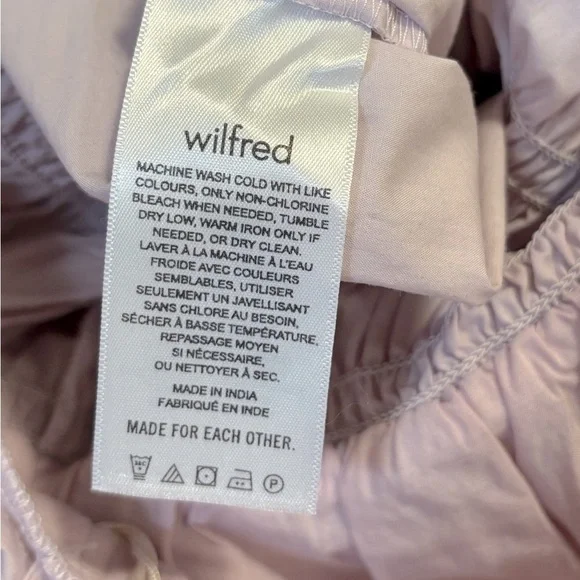 wilfred
MACHINE WASH COLD WITH LIKE
COLOURS, ONLY NON-CHLORINE
BLEACH WHEN NEEDED, TUMBLE
DRY LOW, WARM IRON ONLY IF
NEEDED, OR DRY CLEAN.
LAVER À LA MACHINE À L'EAU
FROIDE AVEC COULEURS
SEMBLABLES, UTILISER
SEULEMENT UN JAVELLISANT
SANS CHLORE AU BESOIN,
SÉCHER À BASSE TEMPÉRATURE,
REPASSAGE MOYEN
SI NÉCESSAIRE,
OU NETTOYER À SEC.
MADE IN INDIA
FABRIQUÉ EN INDE
MADE FOR EACH OTHER.
P